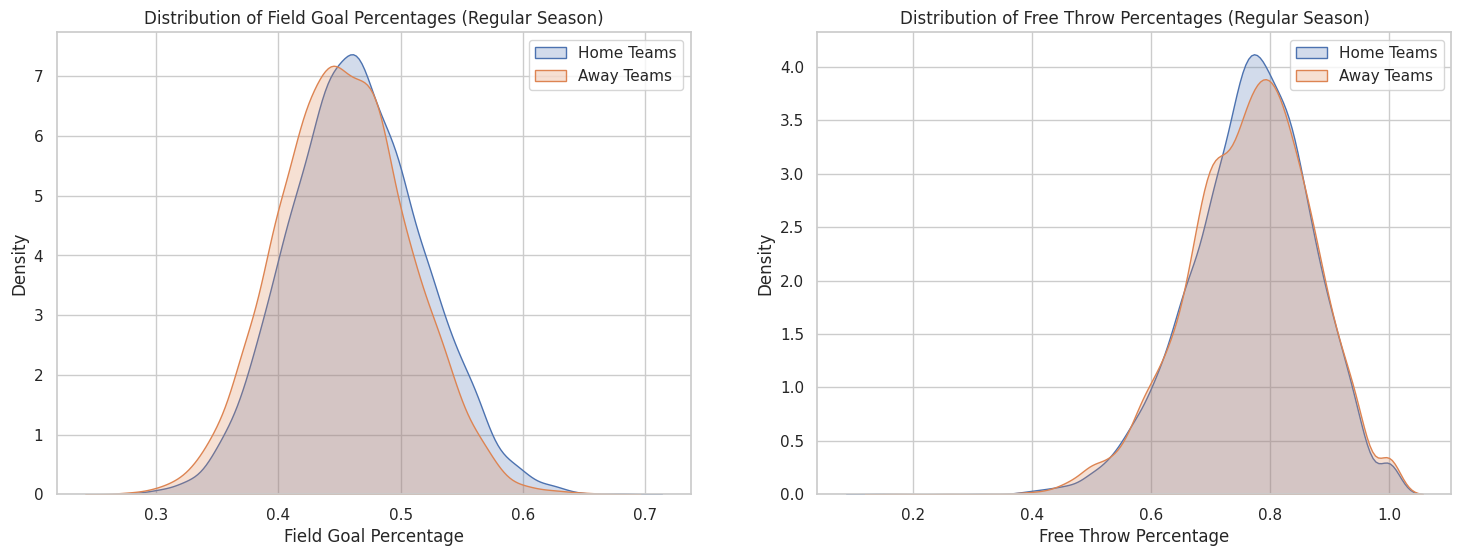 Distribution of Field Goal Percentages (Regular Season)
Home Teams
Away Teams
Density
7
6
5
4
3
2
1
0
0.3
0.4
0.5
0.6
0.7
Field Goal Percentage
Distribution of Free Throw Percentages (Regular Season)
Home Teams
Away Teams
Density
4.0
3.5
3.0
2.5
2.0
1.5
1.0
0.5
0.0
0.2
0.4
0.6
0.8
1.0
Free Throw Percentage